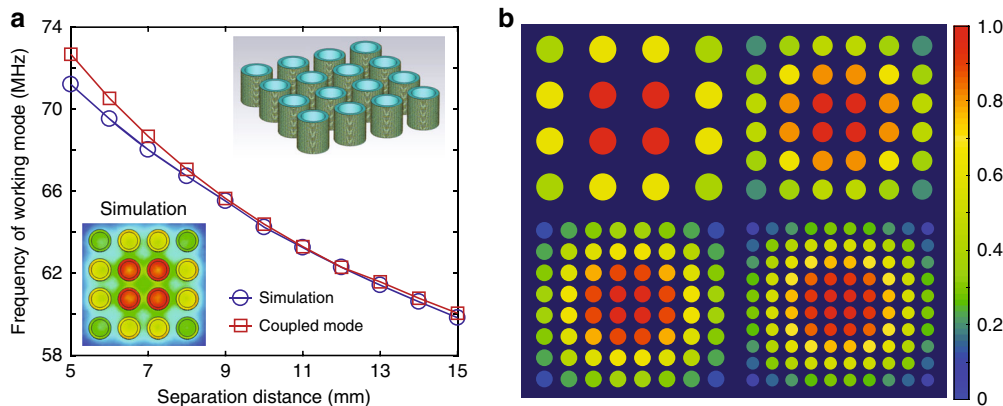 a
Frequency of working mode (MHz)
74
70
66
62
58
Simulation
Simulation
Coupled mode
5
7
9
11
13
15
Separation distance (mm)
b
1.0
0.8
0.6
0.4
0.2
0